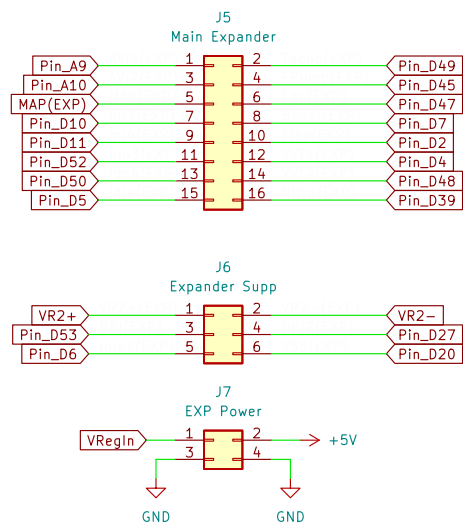 J5
Main Expander
Pin_A9 1 2 Pin_D49
Pin_A10 3 4 Pin_D45
MAP(EXP) 5 6 Pin_D47
Pin_D10 7 8 Pin_D7
Pin_D11 9 10 Pin_D2
Pin_D52 11 12 Pin_D4
Pin_D50 13 14 Pin_D48
Pin_D5 15 16 Pin_D39
J6
Expander Supp
VR2+ 1 2 VR2-
Pin_D53 3 4 Pin_D27
Pin_D6 5 6 Pin_D20
J7
EXP Power
VRegIn 1 2 +5V
3 4
GND GND